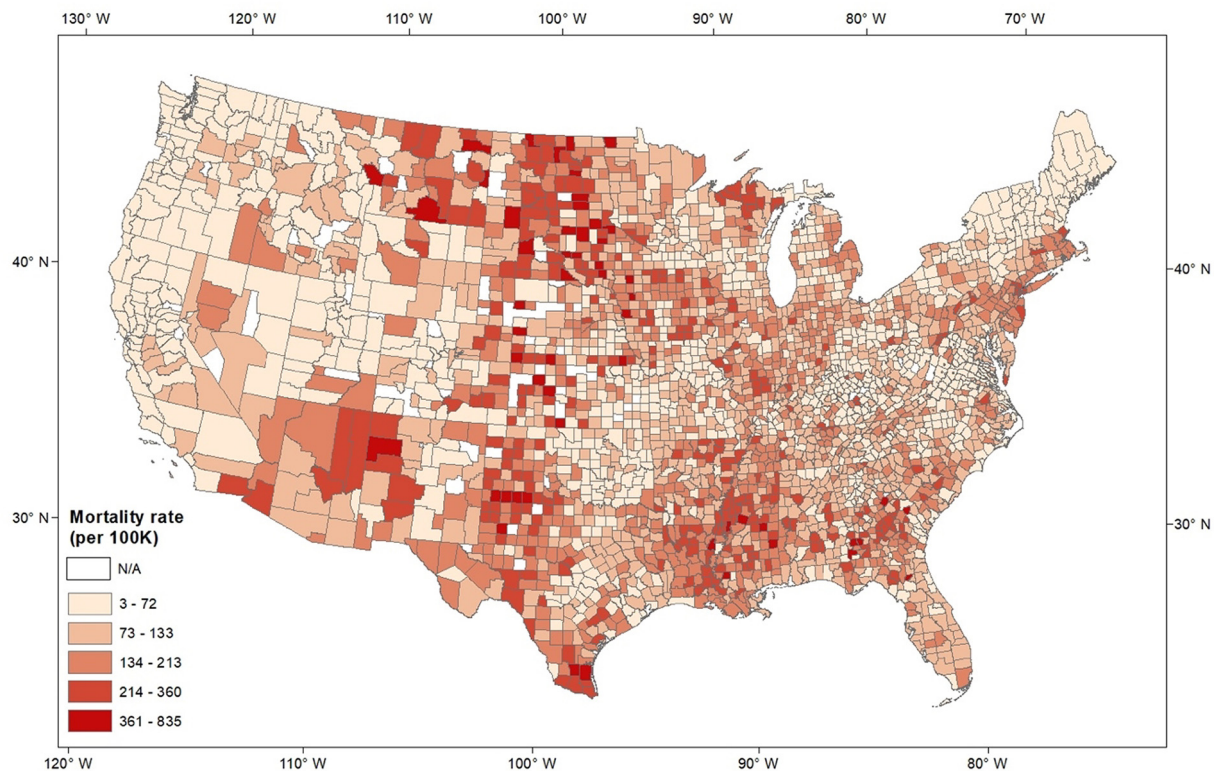 130° W 120° W 110° W 100° W 90° W 80° W 70° W
40° N 40° N
30° N 30° N
Mortality rate
(per 100K)
N/A
3 - 72
73 - 133
134 - 213
214 - 360
361 - 835
120° W 110° W 100° W 90° W 80° W